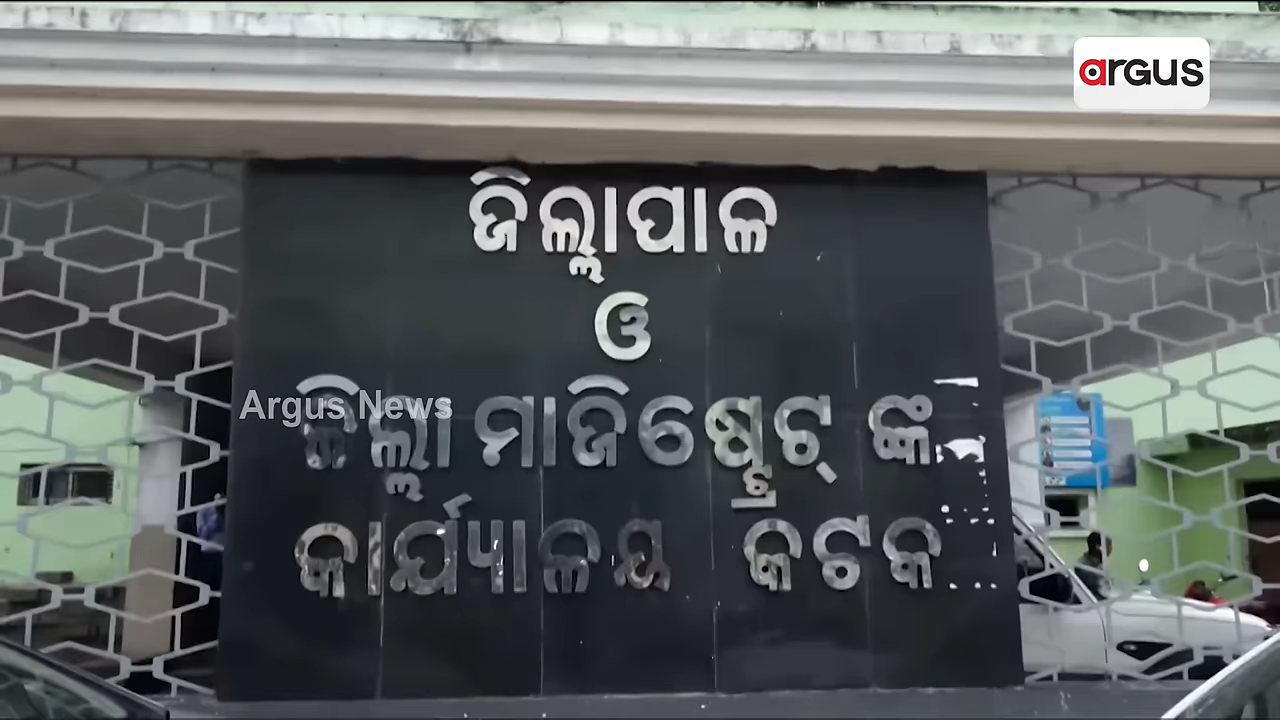 argus
ଜିଲ୍ଲାପାଳ
ଓ
ଜିଲ୍ଲା ମାଜିଷ୍ଟ୍ରେଟ୍ ଙ୍କ
Argus News
କାର୍ଯ୍ୟାଳୟ କଟକ